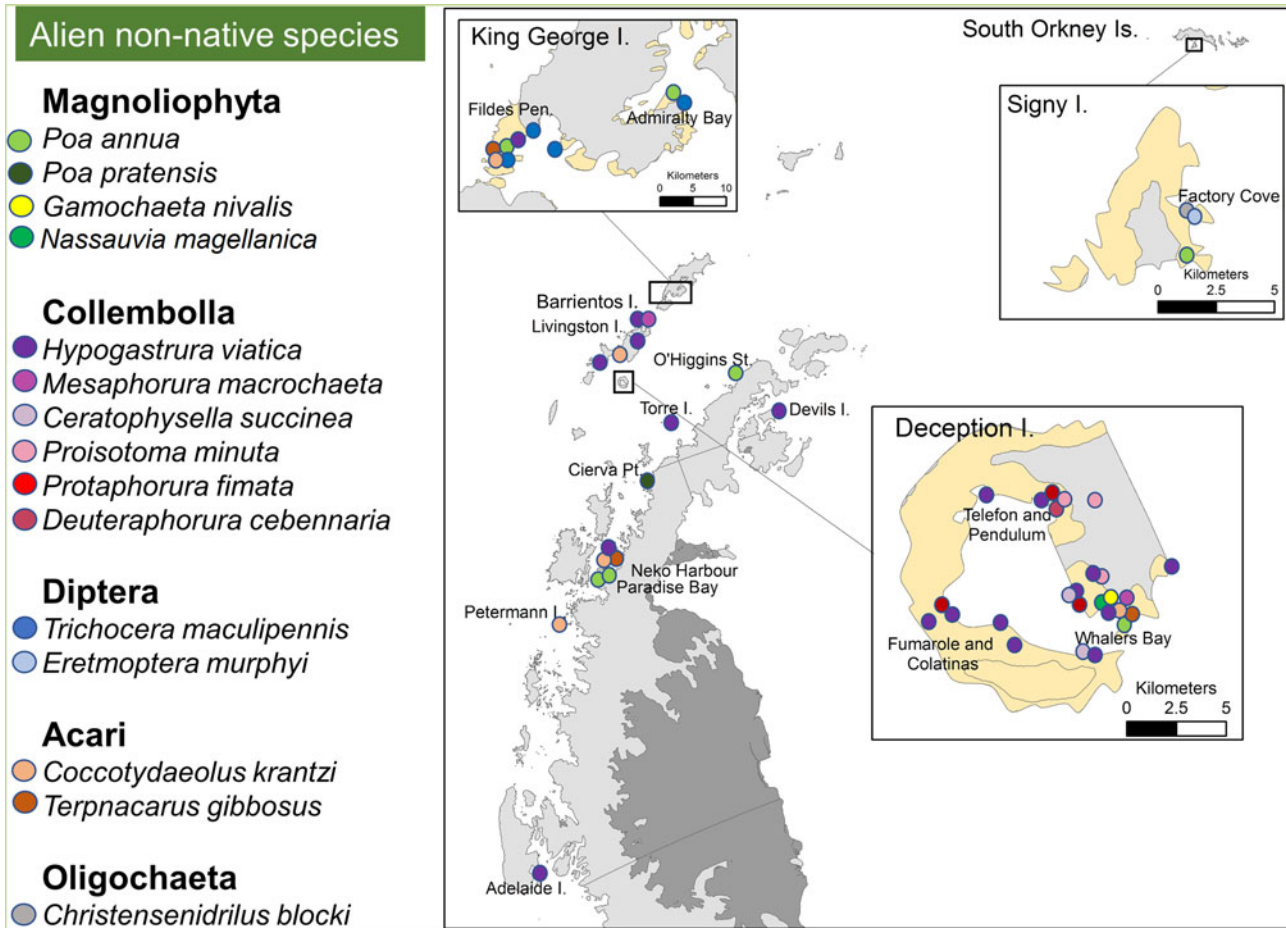 Alien non-native species
Magnoliophyta
Poa annua
Poa pratensis
Gamochaeta nivalis
Nassauvia magellanica
Collembolla
Hypogastrura viatica
Mesaphorura macrochaeta
Ceratophysella succinea
Proisotoma minuta
Protaphorura fimata
Deuteraphorura cebennaria
Diptera
Trichocera maculipennis
Eretmoptera murphyi
Acari
Coccotydaeolus krantzi
Terpnacarus gibbosus
Oligochaeta
Christensenidrilus blocki
King George I.
Fildes Pen.
Admiralty Bay
Kilometers
0 5 10
South Orkney Is.
Signy I.
Factory Cove
Kilometers
0 2.5 5
Barrientos I.
Livingston I.
O'Higgins St.
Torre I.
Devils I.
Cierva Pt.
Neko Harbour
Paradise Bay
Petermann I.
Adelaide I.
Deception I.
Telefon and
Pendulum
Fumarole and
Colatinas
Whalers Bay
Kilometers
0 2.5 5